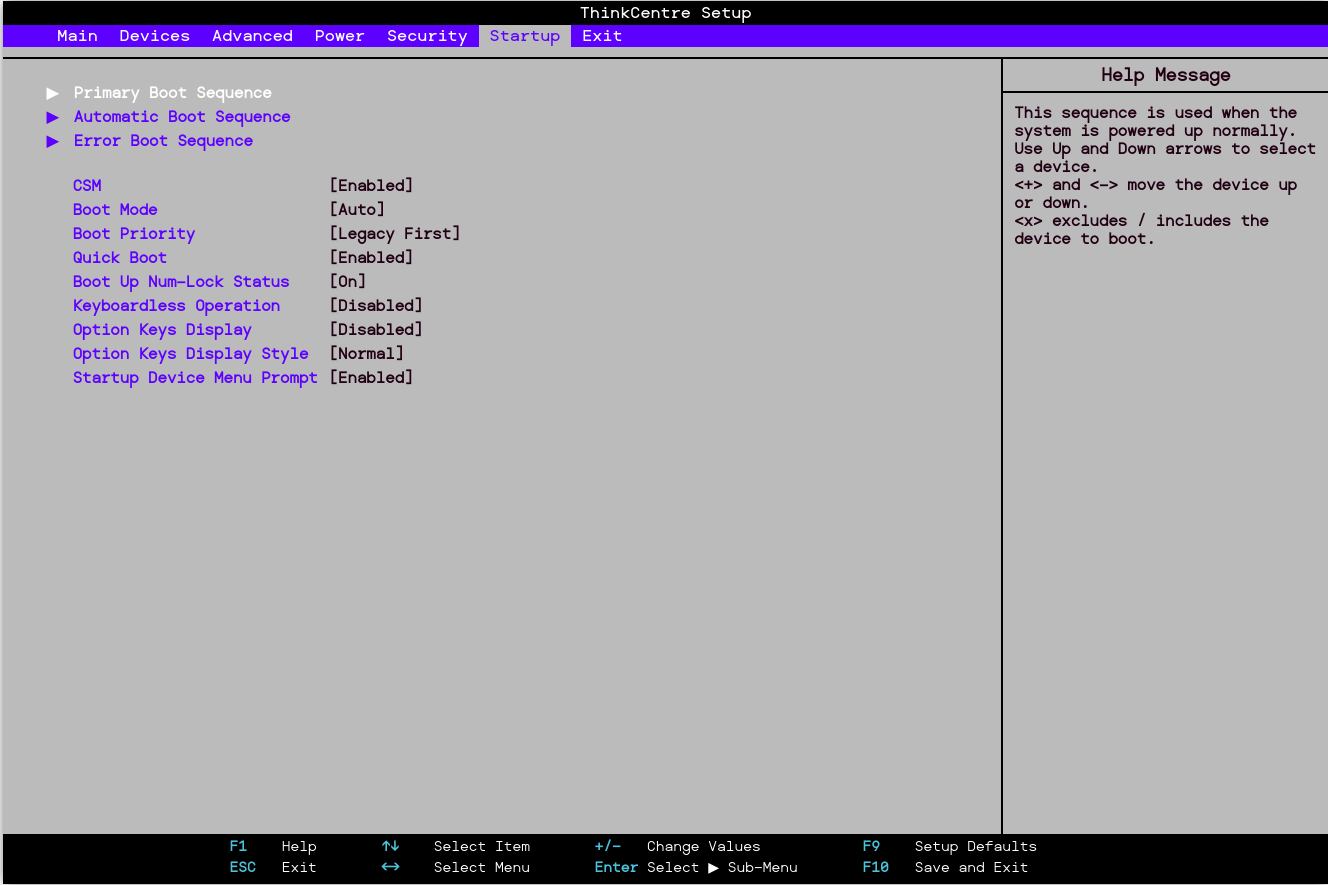 ThinkCentre Setup
Main Devices Advanced Power Security Startup Exit
▶ Primary Boot Sequence
▶ Automatic Boot Sequence
▶ Error Boot Sequence
CSM [Enabled]
Boot Mode [Auto]
Boot Priority [Legacy First]
Quick Boot [Enabled]
Boot Up Num-Lock Status [On]
Keyboardless Operation [Disabled]
Option Keys Display [Disabled]
Option Keys Display Style [Normal]
Startup Device Menu Prompt [Enabled]
Help Message
This sequence is used when the
system is powered up normally.
Use Up and Down arrows to select
a device.
<+> and <-> move the device up
or down.
<x> excludes / includes the
device to boot.
F1 Help ↑↓ Select Item +/- Change Values F9 Setup Defaults
ESC Exit ↔ Select Menu Enter Select ▶ Sub-Menu F10 Save and Exit